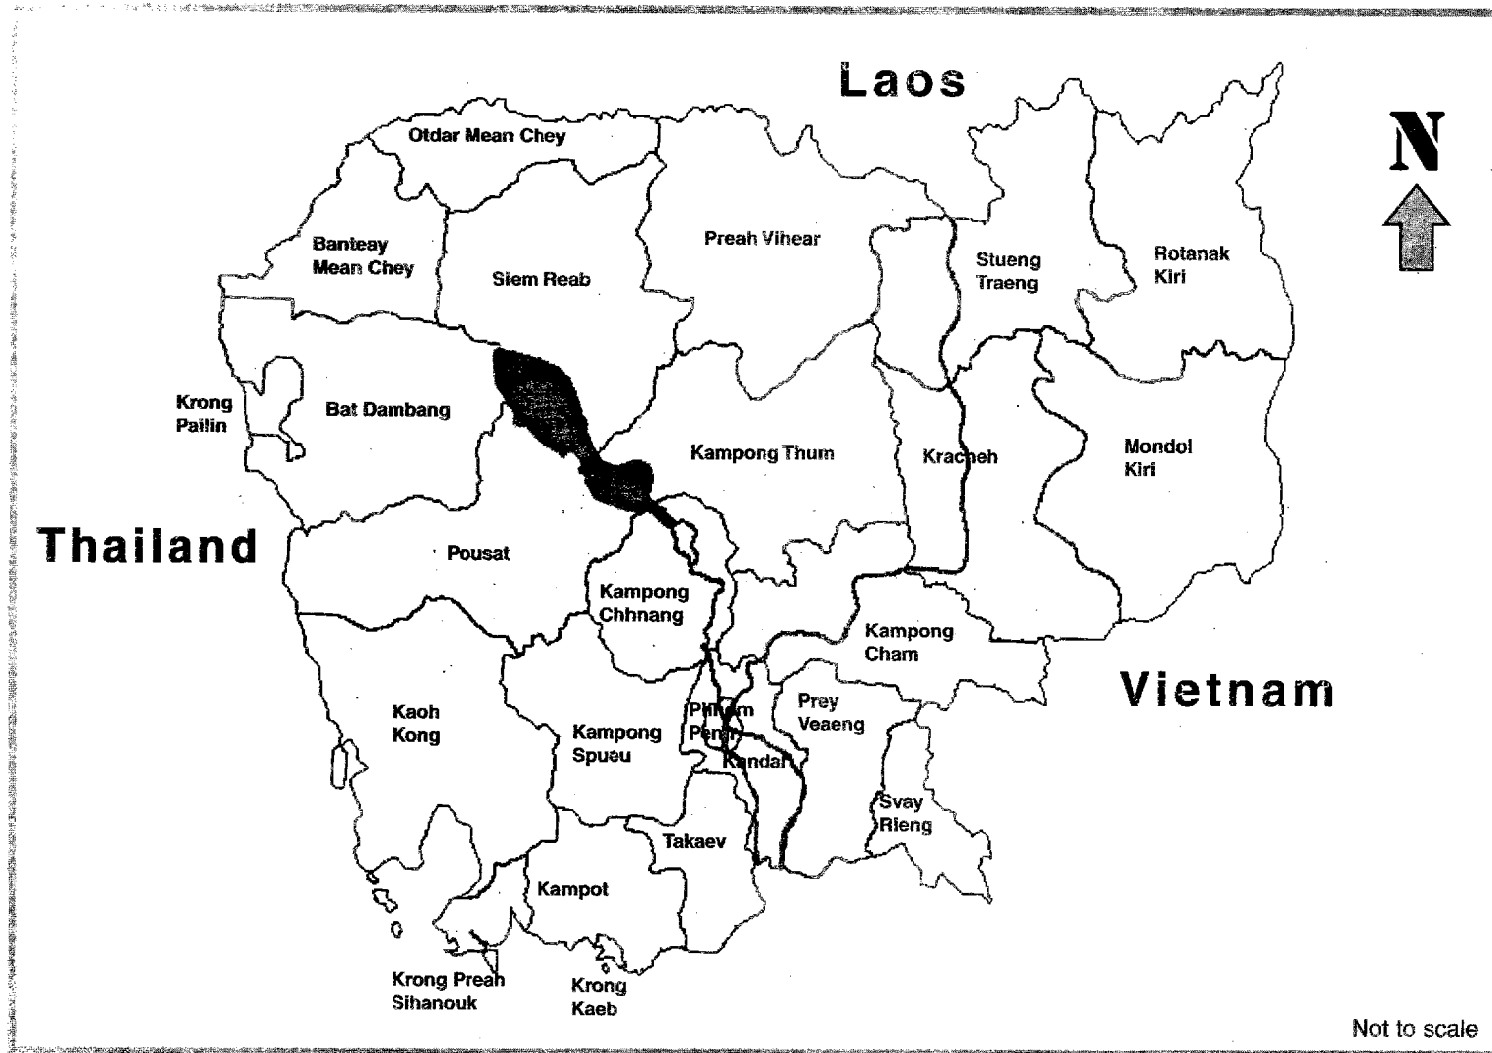 Laos
N
Otdar Mean Chey
Banteay
Mean Chey
Siem Reab
Preah Vihear
Stueng
Traeng
Rotanak
Kiri
Krong
Pailin
Bat Dambang
Kampong Thum
Kracheh
Mondol
Kiri
Thailand
Pousat
Kampong
Chhnang
Kampong
Cham
Vietnam
Kaoh
Kong
Kampong
Spueu
Phnom
Penh
Kandal
Prey
Veaeng
Svay
Rieng
Takaev
Kampot
Krong Preah
Sihanouk
Krong
Kaeb
Not to scale